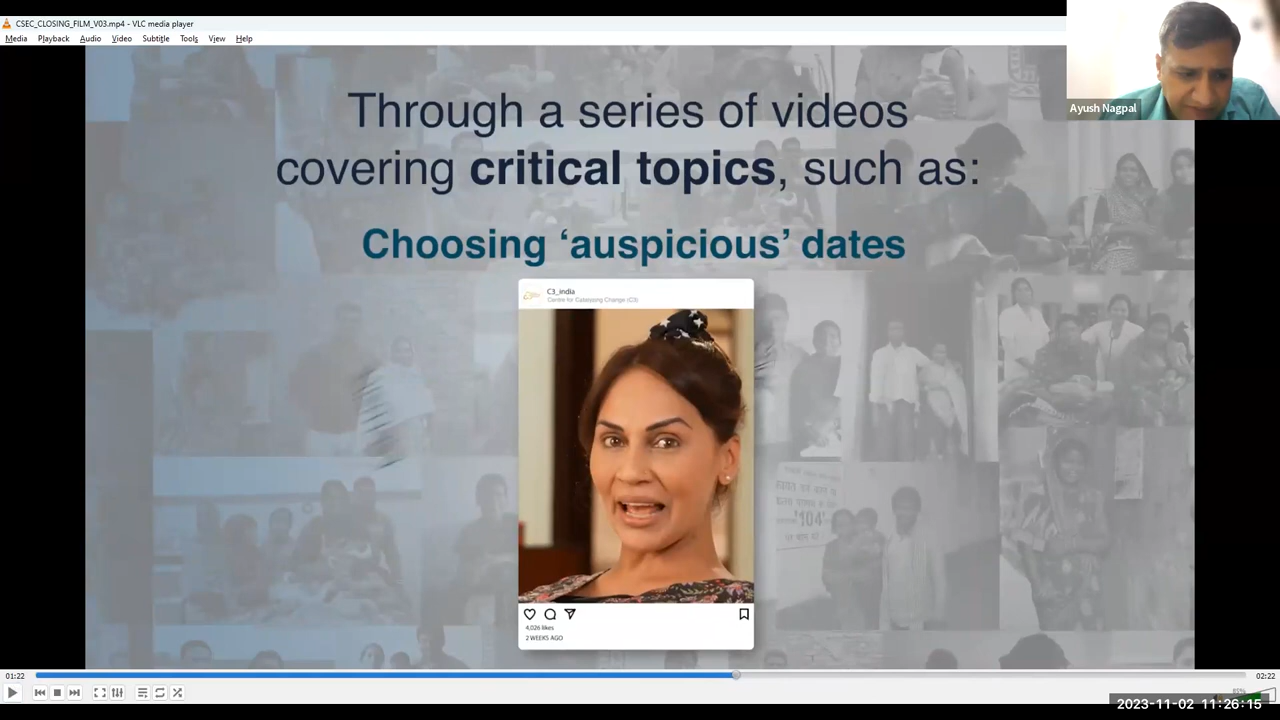 CSEC_CLOSING_FILM_V03.mp4 - VLC media player
Media Playback Audio Video Subtitle Tools View Help
Ayush Nagpal
Through a series of videos
covering critical topics, such as:
Choosing ‘auspicious’ dates
C3_india
Centre for Catalysing Change (C3)
'104'
4,026 likes
2 WEEKS AGO
01:22
02:22
85%
2023-11-02 11:26:15